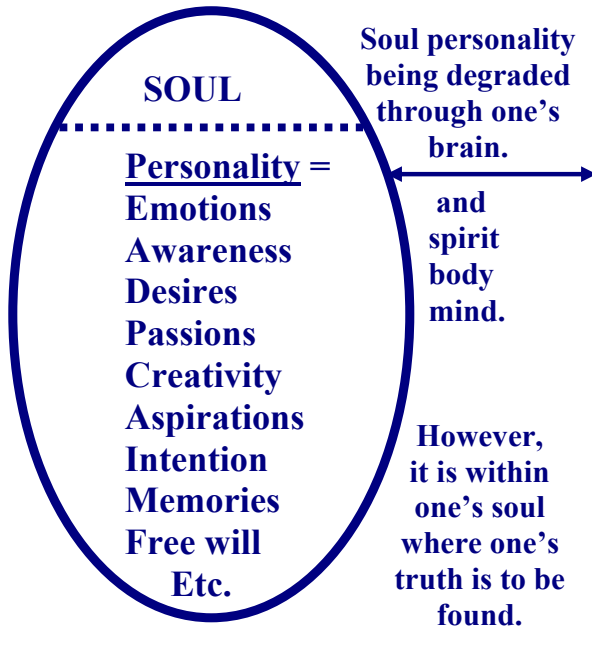 SOUL
Personality =
Emotions
Awareness
Desires
Passions
Creativity
Aspirations
Intention
Memories
Free will
Etc.
Soul personality
being degraded
through one’s
brain.
and
spirit
body
mind.
However,
it is within
one’s soul
where one’s
truth is to be
found.